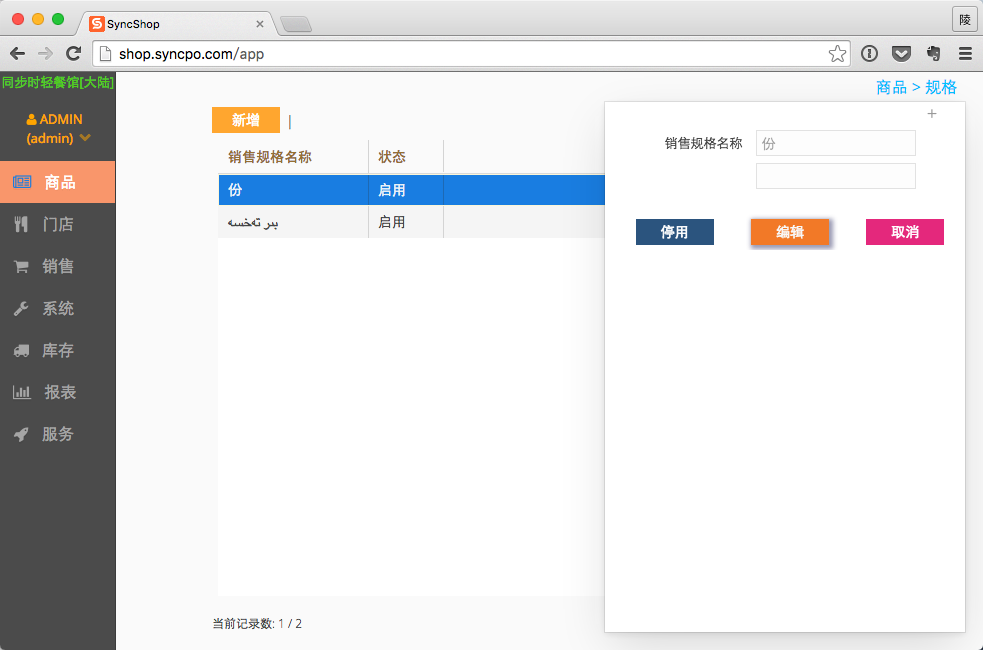 SyncShop
陵
shop.syncpo.com/app
同步时轻餐馆[大陆]
ADMIN
(admin)
商品
门店
销售
系统
库存
报表
服务
商品 > 规格
新增 |
销售规格名称 状态
份 启用
بىر تەخسە 启用
当前记录数: 1 / 2
销售规格名称 份
停用 编辑 取消